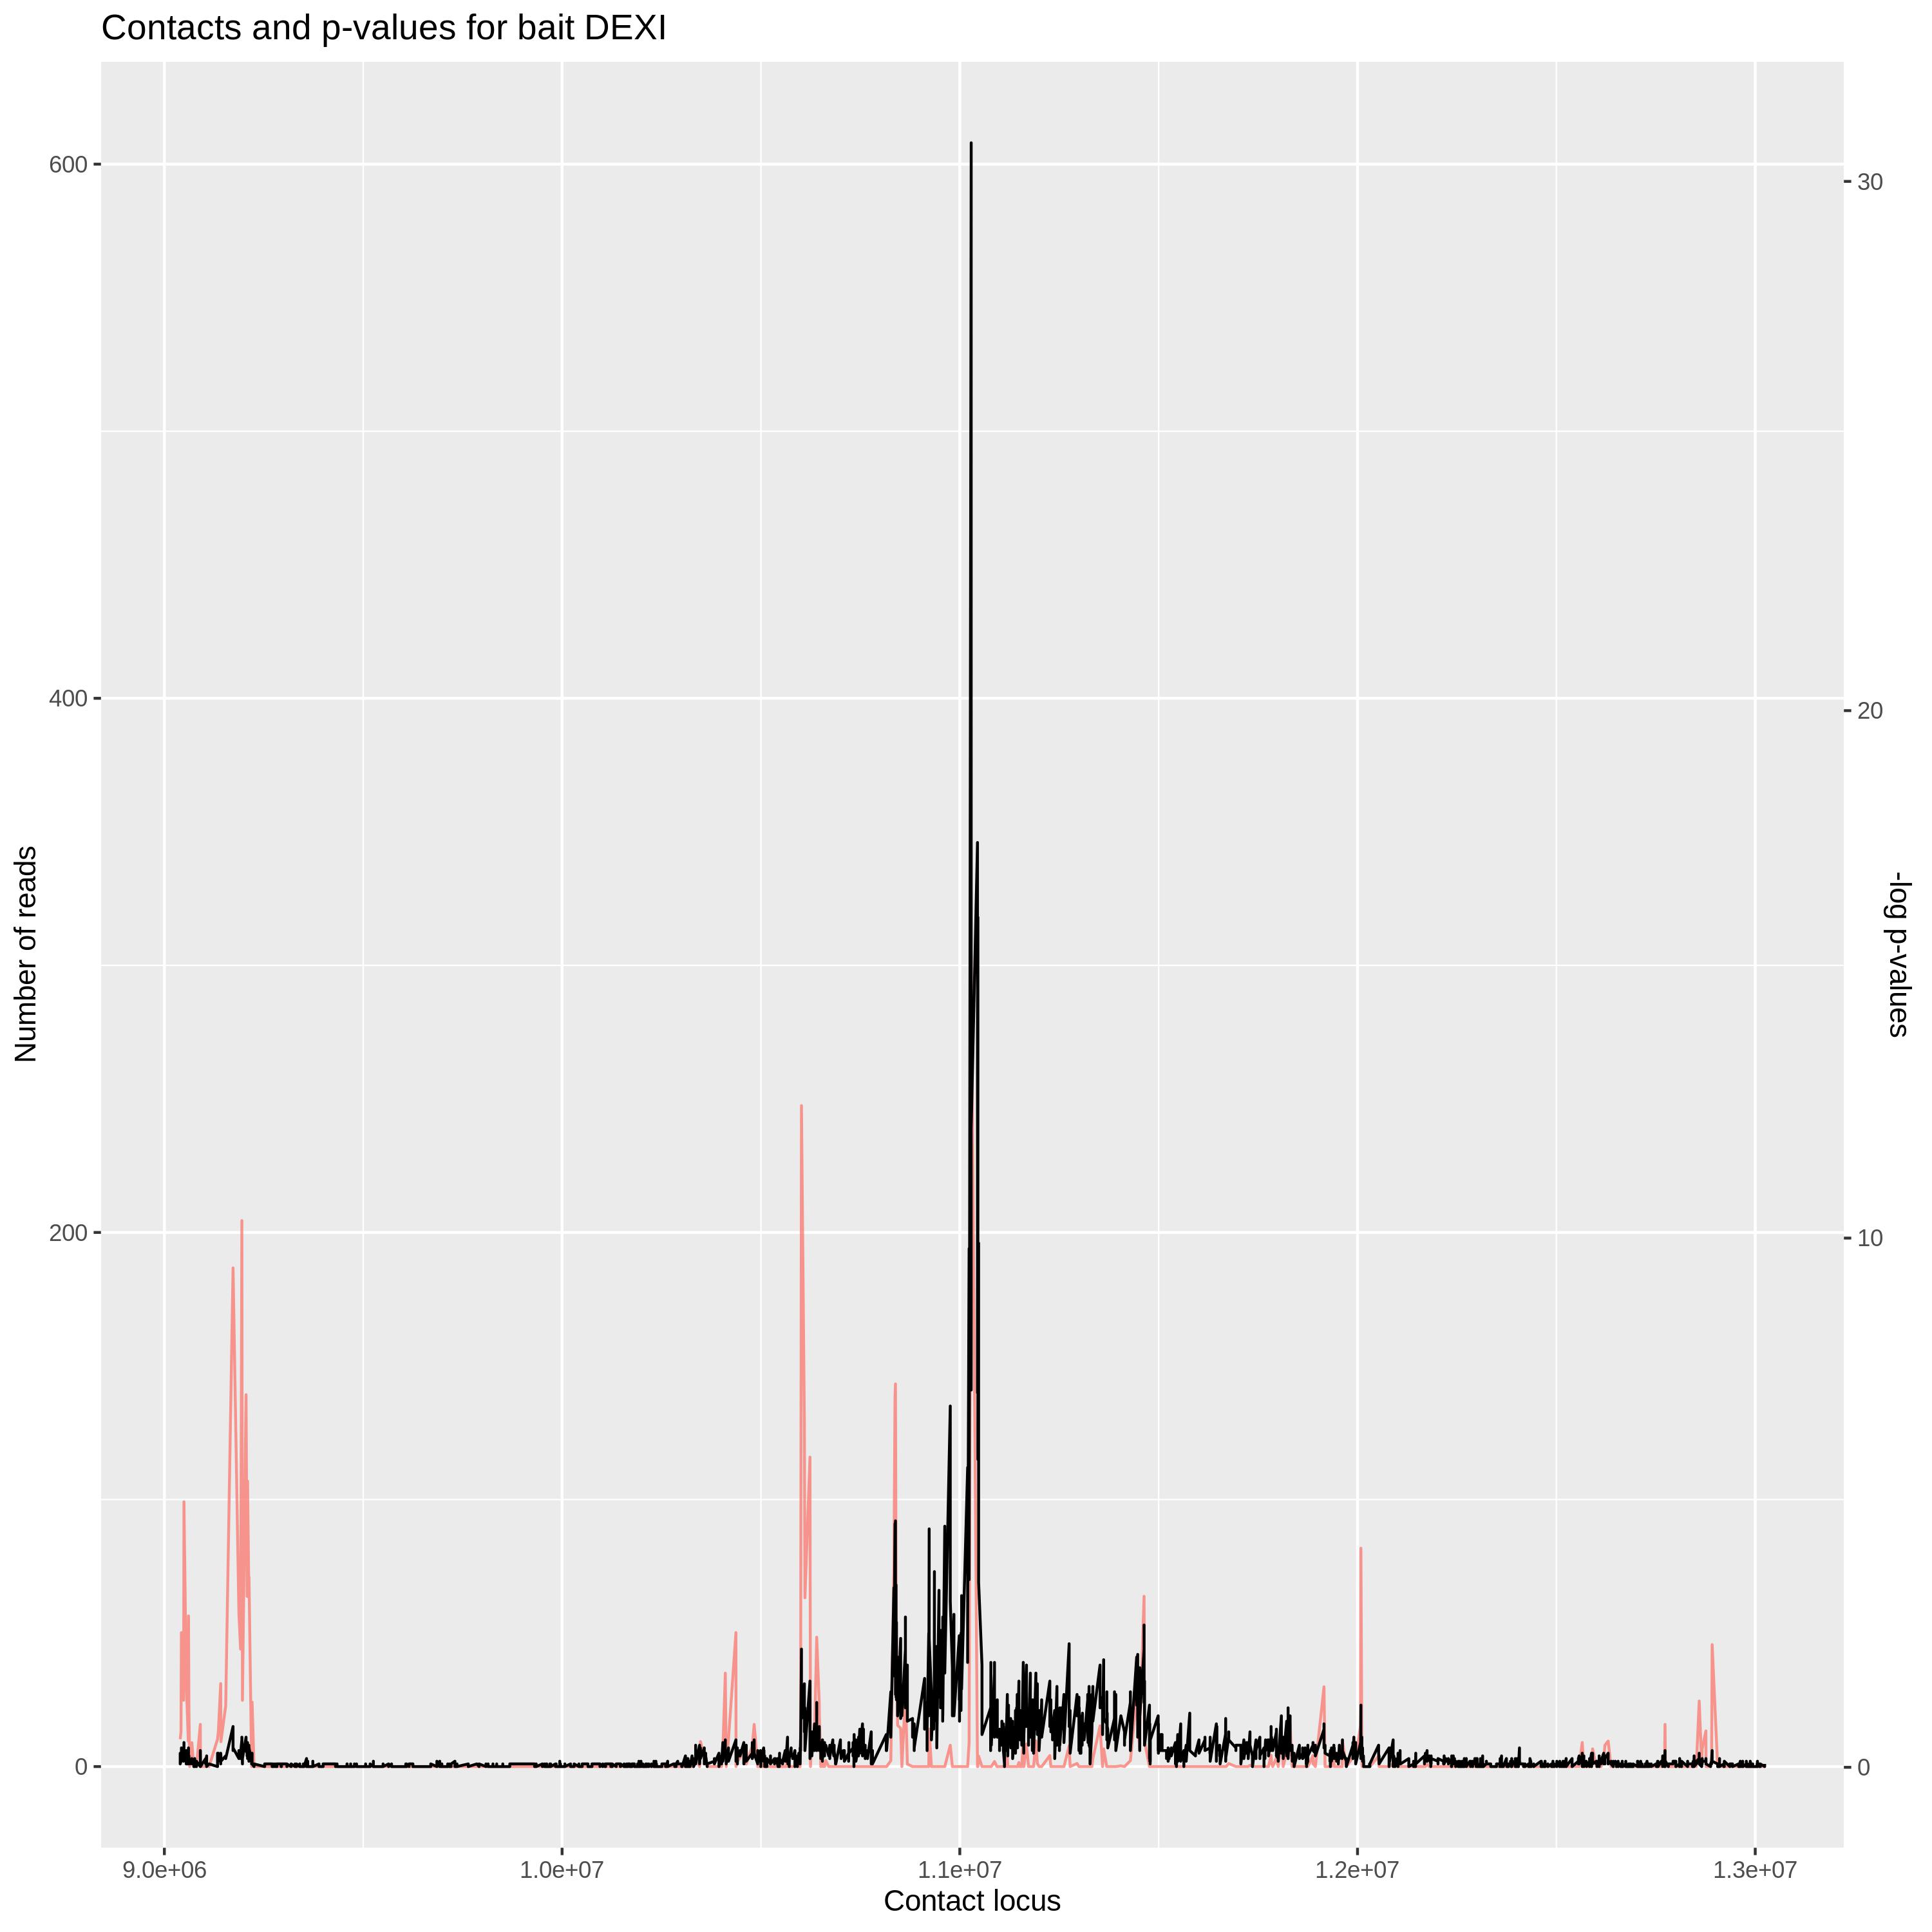 Contacts and p-values for bait DEXI
600
400
200
0
Number of reads
30
20
10
0
-log p-values
9.0e+06
1.0e+07
1.1e+07
1.2e+07
1.3e+07
Contact locus